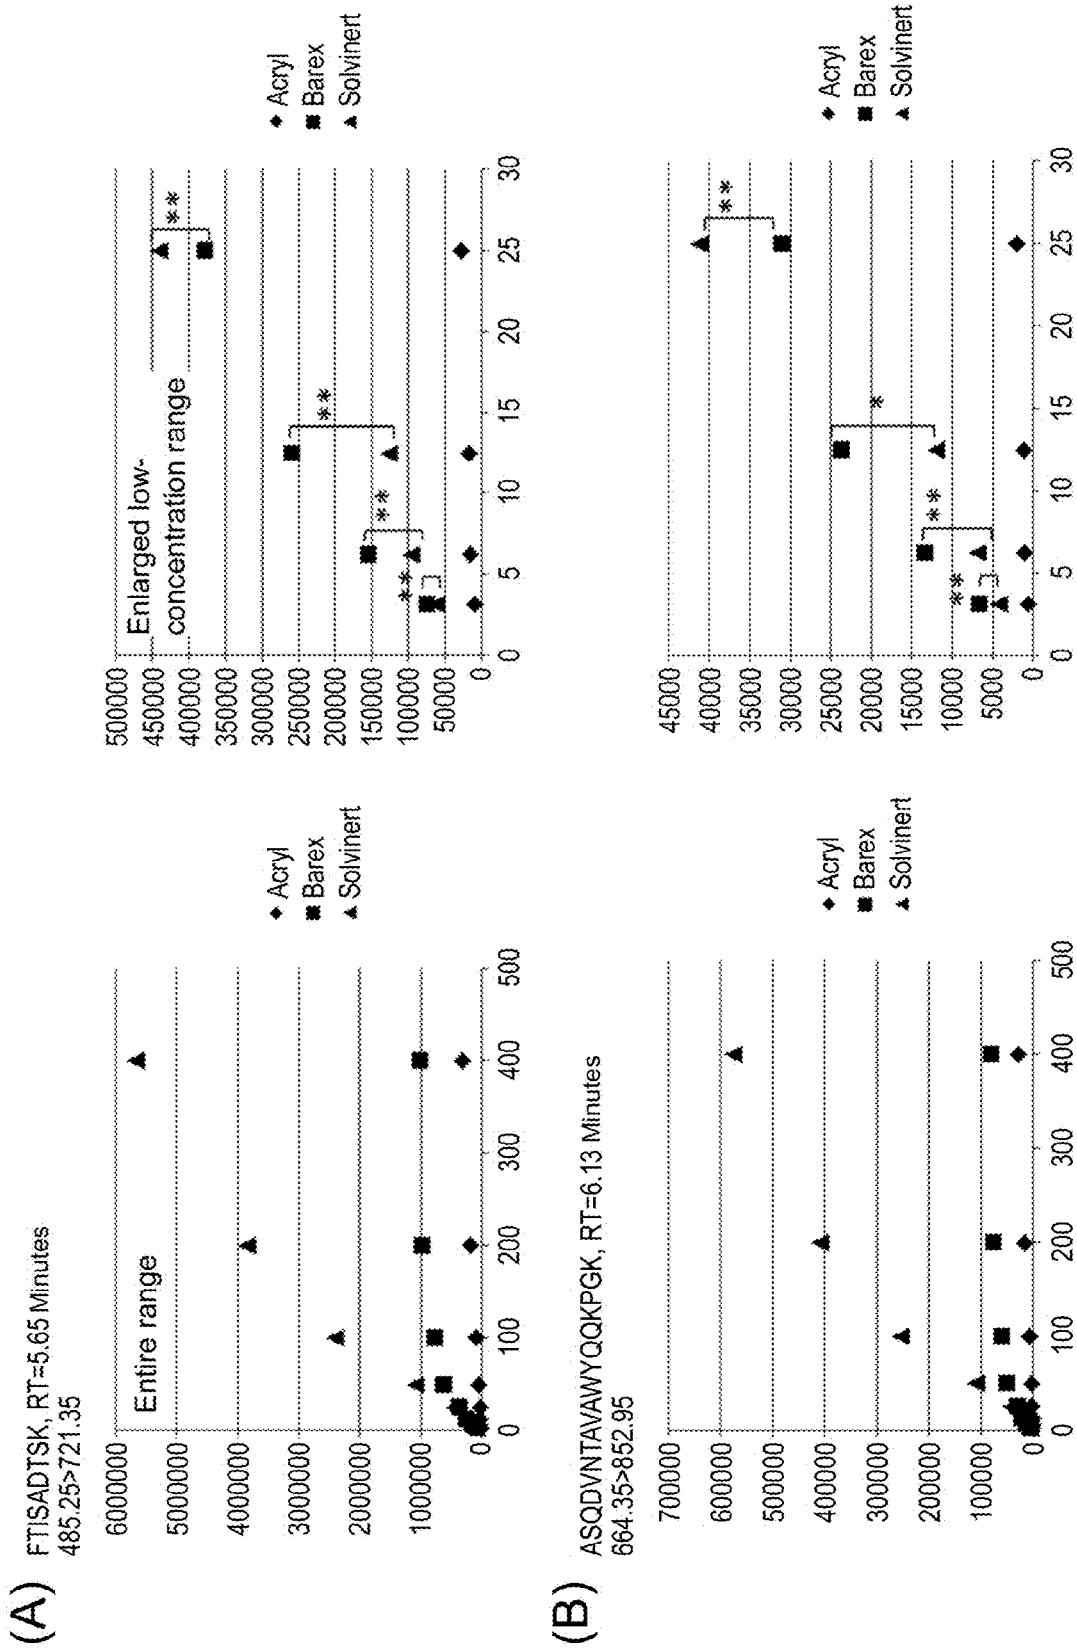 (A)
FTISADTSK, RT=5.65 Minutes
485.25>721.35
6000000
5000000
4000000
3000000
2000000
1000000
0
Entire range
0 100 200 300 400 500
Acryl
Barex
Solvinert
500000
450000
400000
350000
300000
250000
200000
150000
100000
50000
0
Enlarged low-
concentration range
**
**
**
**
0 5 10 15 20 25 30
Acryl
Barex
Solvinert
(B)
ASQDVNTAVAWYQQKPGK, RT=6.13 Minutes
664.35>852.95
700000
600000
500000
400000
300000
200000
100000
0
0 100 200 300 400 500
Acryl
Barex
Solvinert
45000
40000
35000
30000
25000
20000
15000
10000
5000
0
**
**
*
**
0 5 10 15 20 25 30
Acryl
Barex
Solvinert